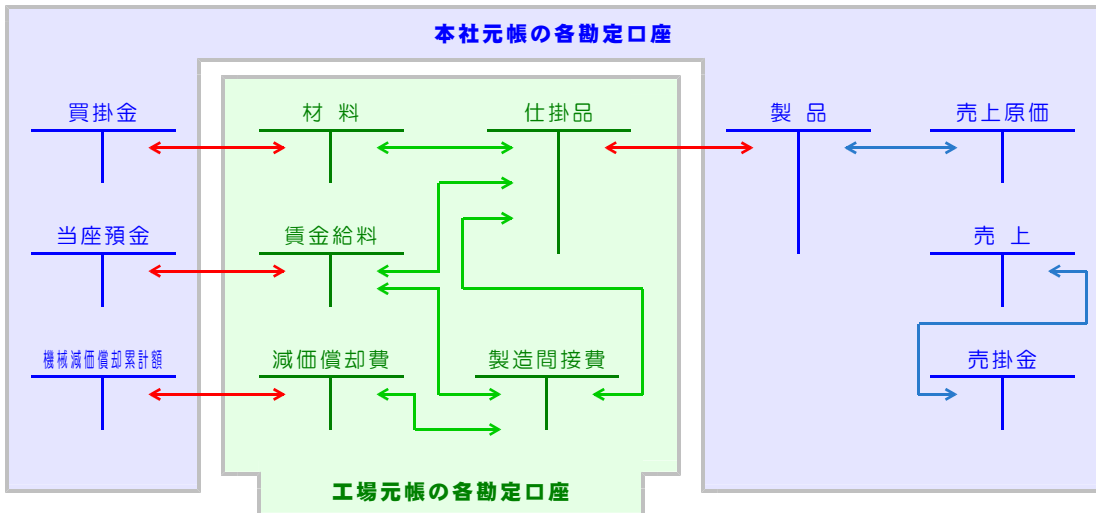 本社元帳の各勘定口座
買掛金
材 料
仕掛品
製 品
売上原価
当座預金
賃金給料
売 上
機械減価償却累計額
減価償却費
製造間接費
売掛金
工場元帳の各勘定口座